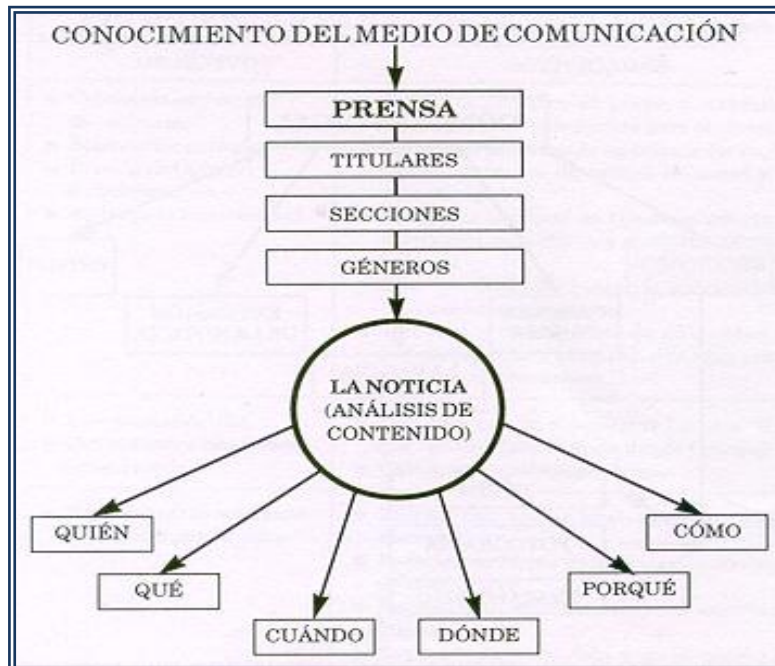 CONOCIMIENTO DEL MEDIO DE COMUNICACIÓN
PRENSA
TITULARES
SECCIONES
GÉNEROS
LA NOTICIA
(ANÁLISIS DE
CONTENIDO)
QUIÉN
QUÉ
CUÁNDO
DÓNDE
PORQUÉ
CÓMO